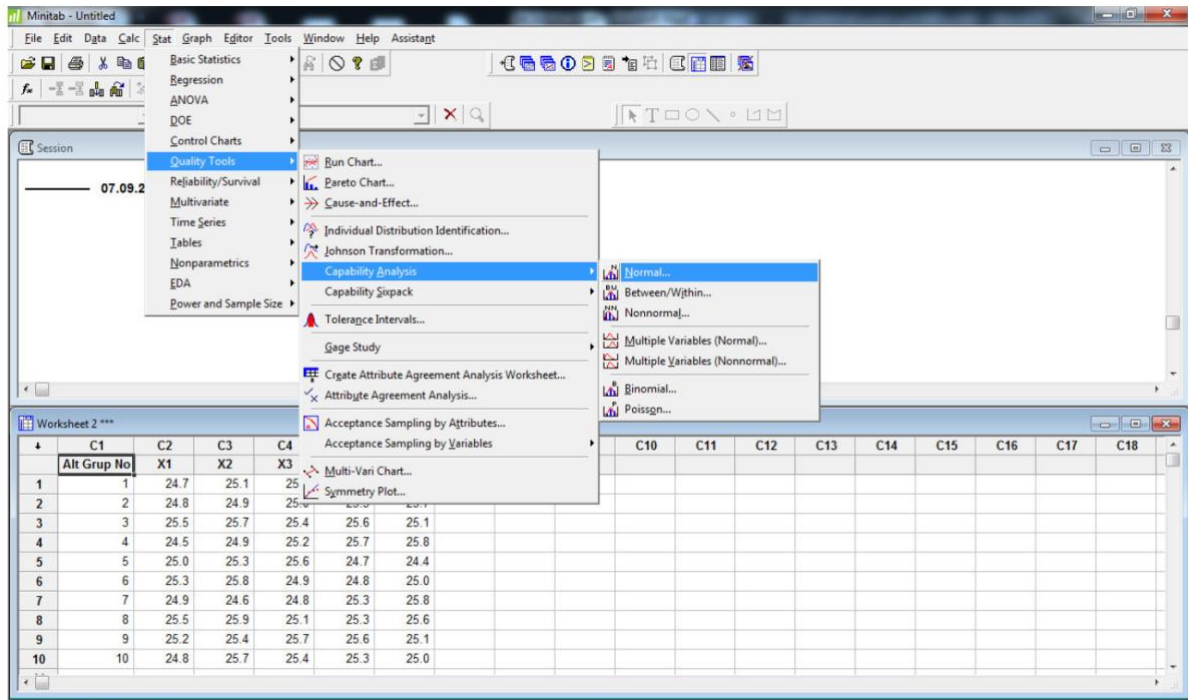 Minitab - Untitled
File Edit Data Calc Stat Graph Editor Tools Window Help Assistant
Basic Statistics
Regression
ANOVA
DOE
Control Charts
Quality Tools
Reliability/Survival
Multivariate
Time Series
Tables
Nonparametrics
EDA
Power and Sample Size
Session
07.09.2
Run Chart...
Pareto Chart...
Cause-and-Effect...
Individual Distribution Identification...
Johnson Transformation...
Capability Analysis
Capability Sixpack
Tolerance Intervals...
Gage Study
Create Attribute Agreement Analysis Worksheet...
Attribute Agreement Analysis...
Acceptance Sampling by Attributes...
Acceptance Sampling by Variables
Multi-Vari Chart...
Symmetry Plot...
Normal...
Between/Within...
Nonnormal...
Multiple Variables (Normal)...
Multiple Variables (Nonnormal)...
Binomial...
Poisson...
Worksheet 2 ***
C1 C2 C3 C4 C10 C11 C12 C13 C14 C15 C16 C17 C18
Alt Grup No X1 X2 X3
1 1 24.7 25.1 25
2 2 24.8 24.9
3 3 25.5 25.7 25.4 25.6 25.1
4 4 24.5 24.9 25.2 25.7 25.8
5 5 25.0 25.3 25.6 24.7 24.4
6 6 25.3 25.8 24.9 24.8 25.0
7 7 24.9 24.6 24.8 25.3 25.8
8 8 25.5 25.9 25.1 25.3 25.6
9 9 25.2 25.4 25.7 25.6 25.1
10 10 24.8 25.7 25.4 25.3 25.0